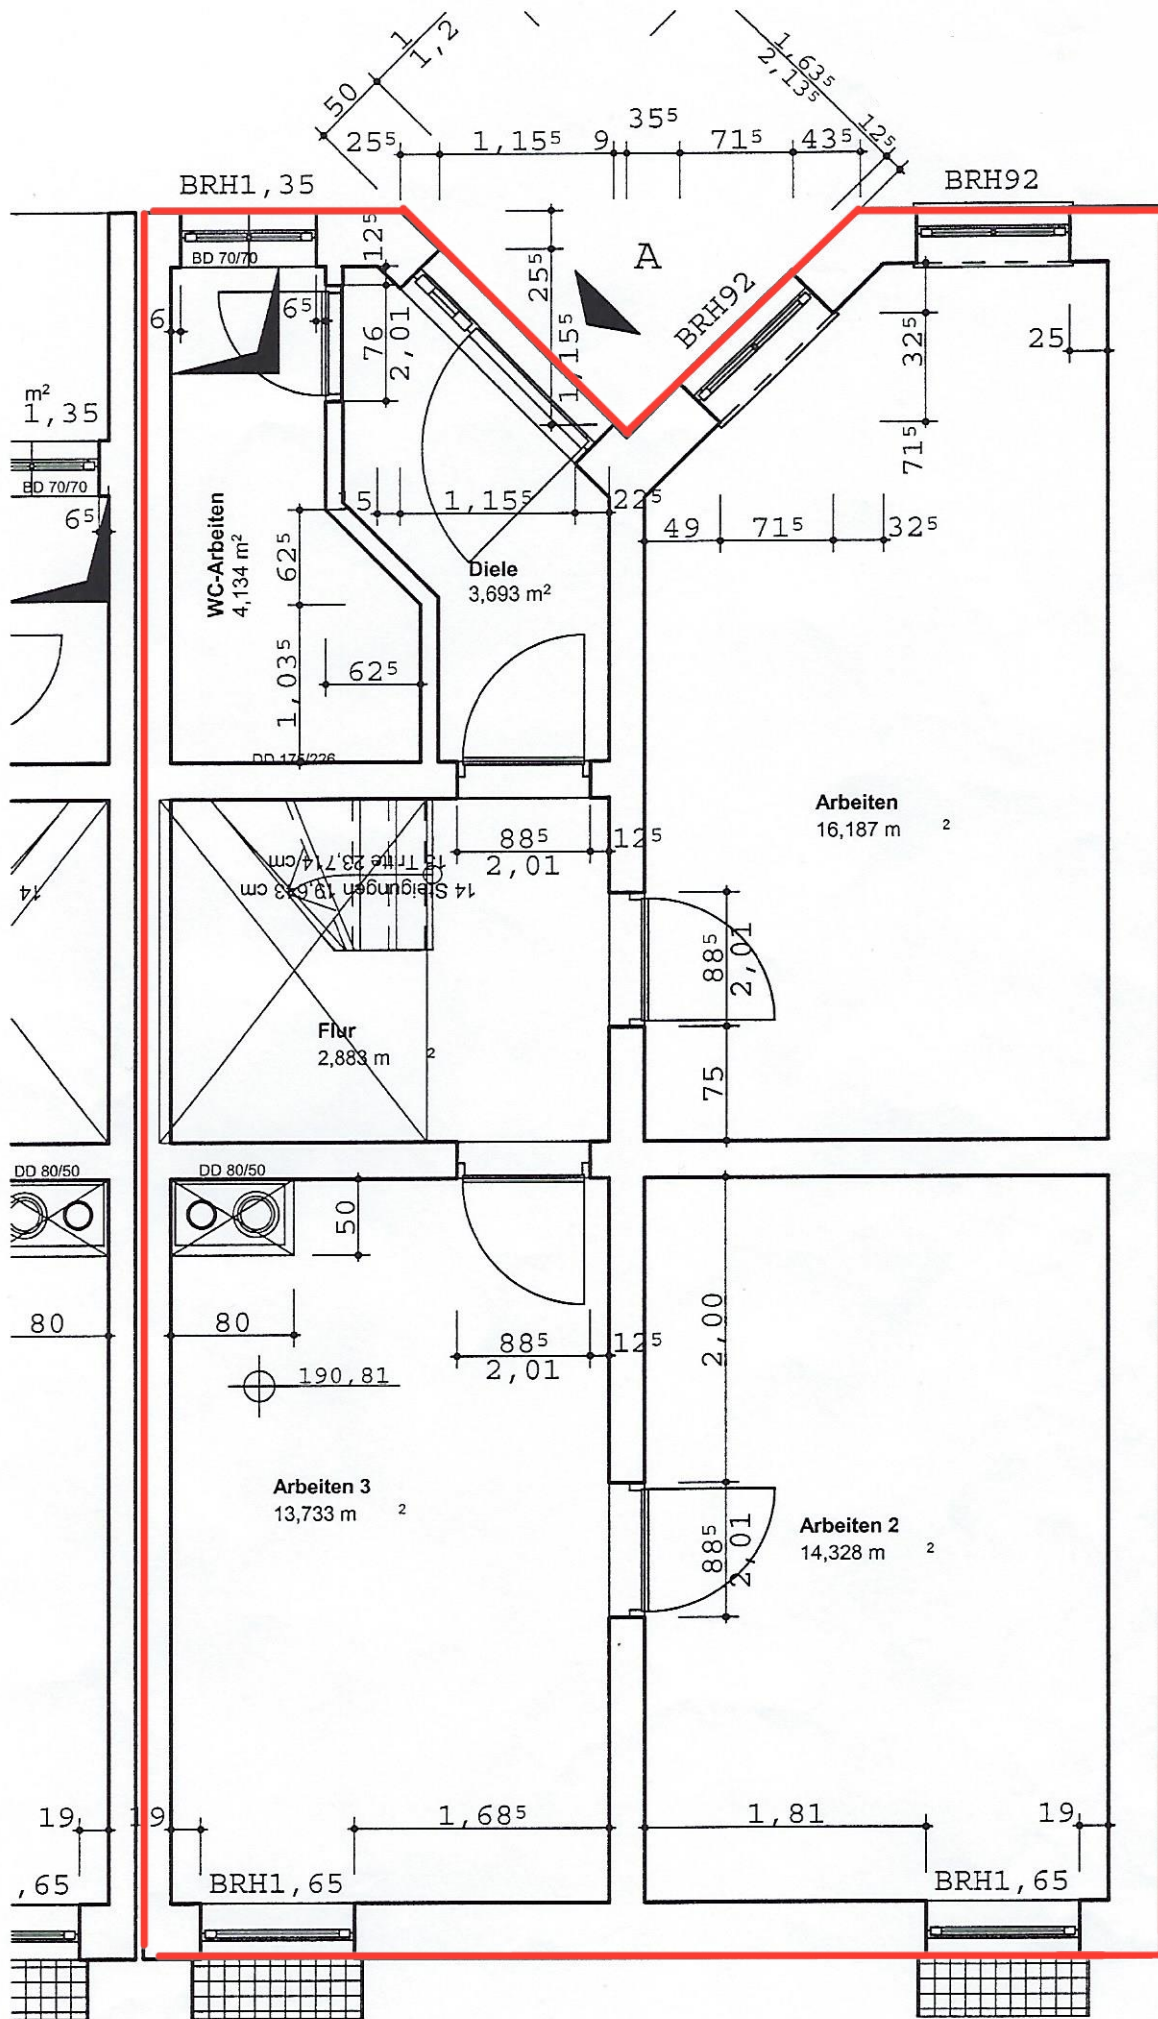 1
1,2
50
1,63⁵
2,13⁵
12⁵
25⁵
1,15⁵
9
35⁵
71⁵
43⁵
BRH1,35
BRH92
BD 70/70
12⁵
25⁵
A
BRH92
6
6⁵
76
2,01
1,15⁵
32⁵
25
m²
1,35
71⁵
BD 70/70
6⁵
15
1,15⁵
22⁵
49
71⁵
32⁵
WC-Arbeiten
4,134 m²
62⁵
Diele
3,693 m²
1,03⁵
62⁵
DD 175/226
Arbeiten
16,187 m²
88⁵
2,01
12⁵
14 Steigungen 19,643 cm
13 Tritte 23,714 cm
14
88⁵
2,01
Flur
2,883 m²
75
DD 80/50
DD 80/50
50
80
80
88⁵
2,01
12⁵
2,00
190,81
Arbeiten 3
13,733 m²
88⁵
2,01
Arbeiten 2
14,328 m²
19
19
1,68⁵
1,81
19
,65
BRH1,65
BRH1,65